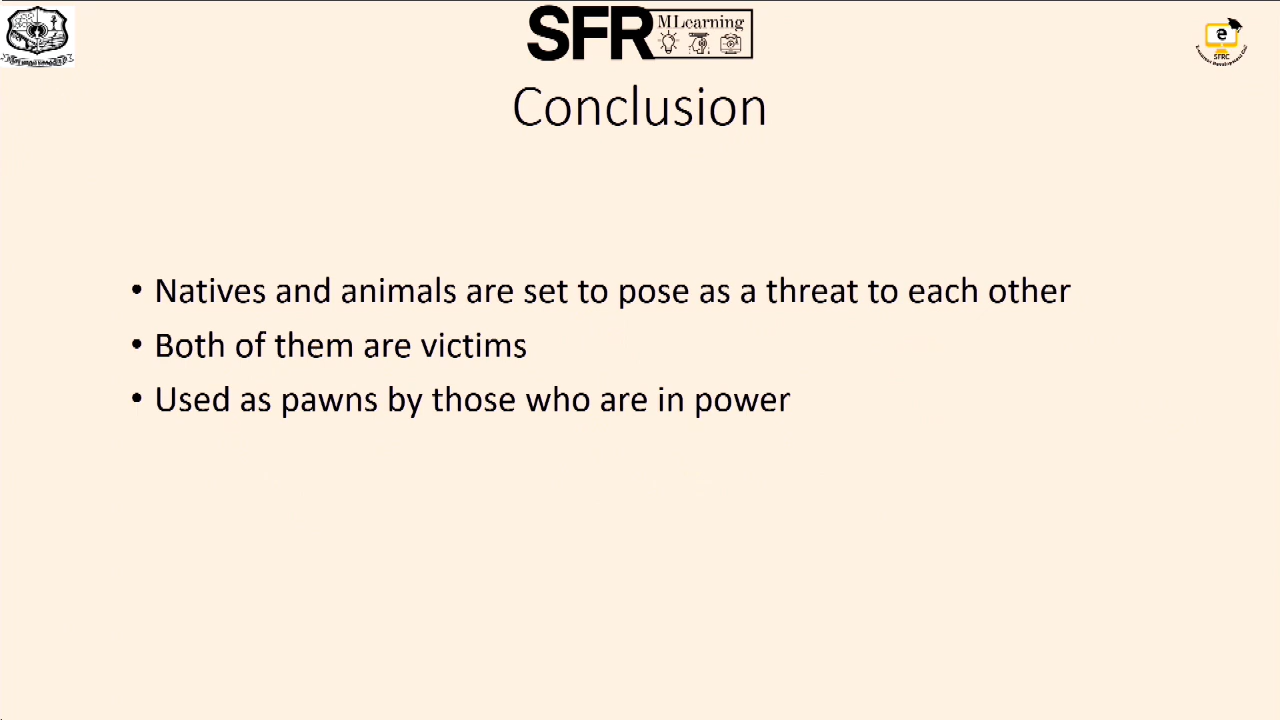 SFR MLearning
e
SFRC
Conclusion
• Natives and animals are set to pose as a threat to each other
• Both of them are victims
• Used as pawns by those who are in power